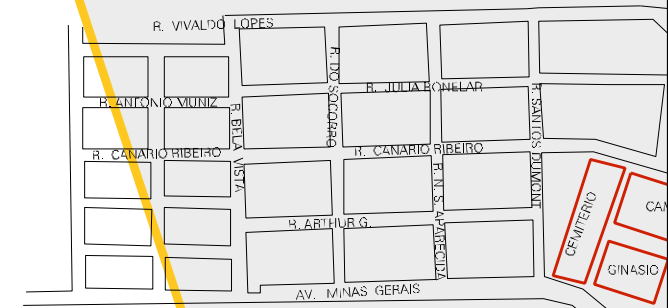 R. VIVALDO LOPES
R. DO SOCORRO
R. JULIA BONELAR
R. ANTONIO MUNIZ
R. BELA VISTA
R. SANTOS DUMONT
R. CANARIO RIBEIRO
R. CANARIO RIBEIRO
R. N. S. APARECIDA
CEMITERIO
CAM
R. ARTHUR G.
GINASIO
AV. MINAS GERAIS